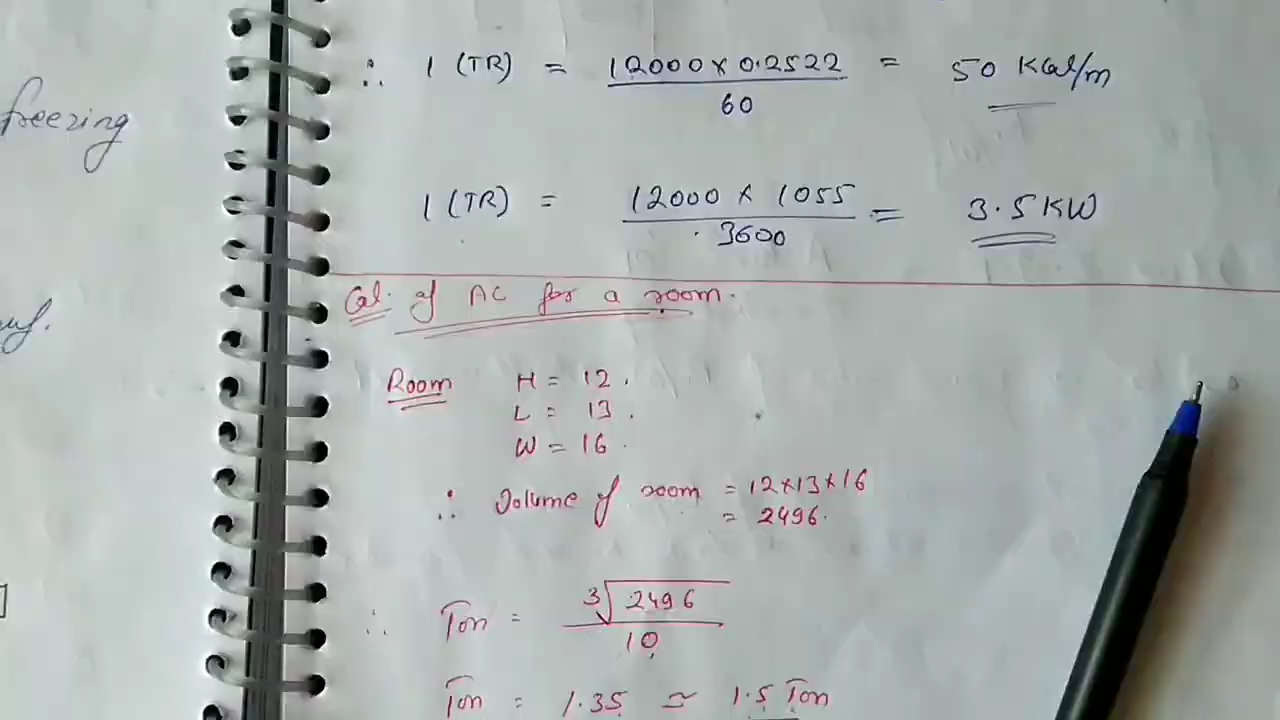 freezing
∴ 1 (TR) = 12000 × 0.2522 / 60 = 50 KCal/m
1 (TR) = 12000 × 1055 / 3600 = 3.5 KW
Cal. of AC for a room.
Room H = 12.
L = 13.
W = 16.
∴ Volume of room = 12×13×16
= 2496.
∴ Ton = ∛2496 / 10
Ton = 1.35 ≃ 1.5 Ton